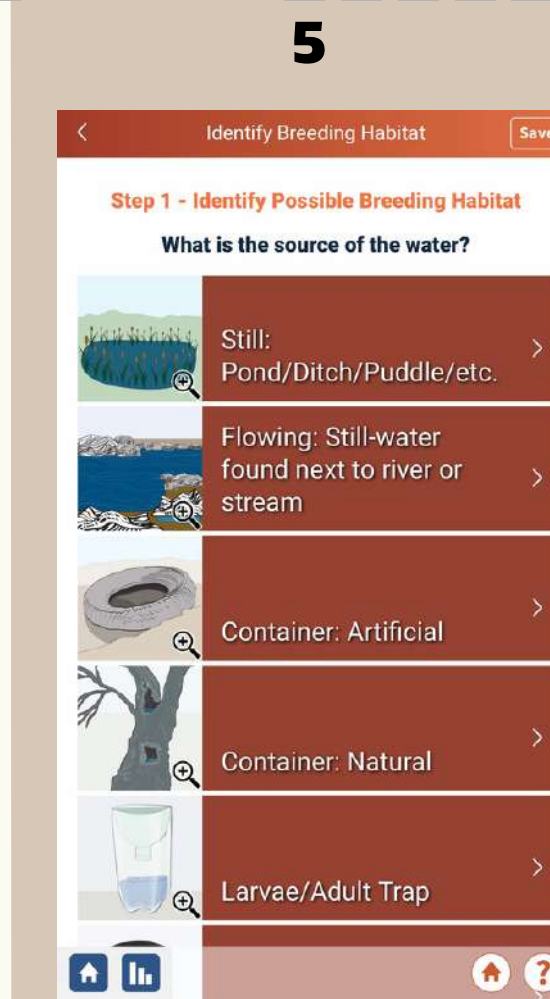 5
Identify Breeding Habitat
Save
Step 1 - Identify Possible Breeding Habitat
What is the source of the water?
Still:
Pond/Ditch/Puddle/etc.
Flowing: Still-water
found next to river or
stream
Container: Artificial
Container: Natural
Larvae/Adult Trap
?